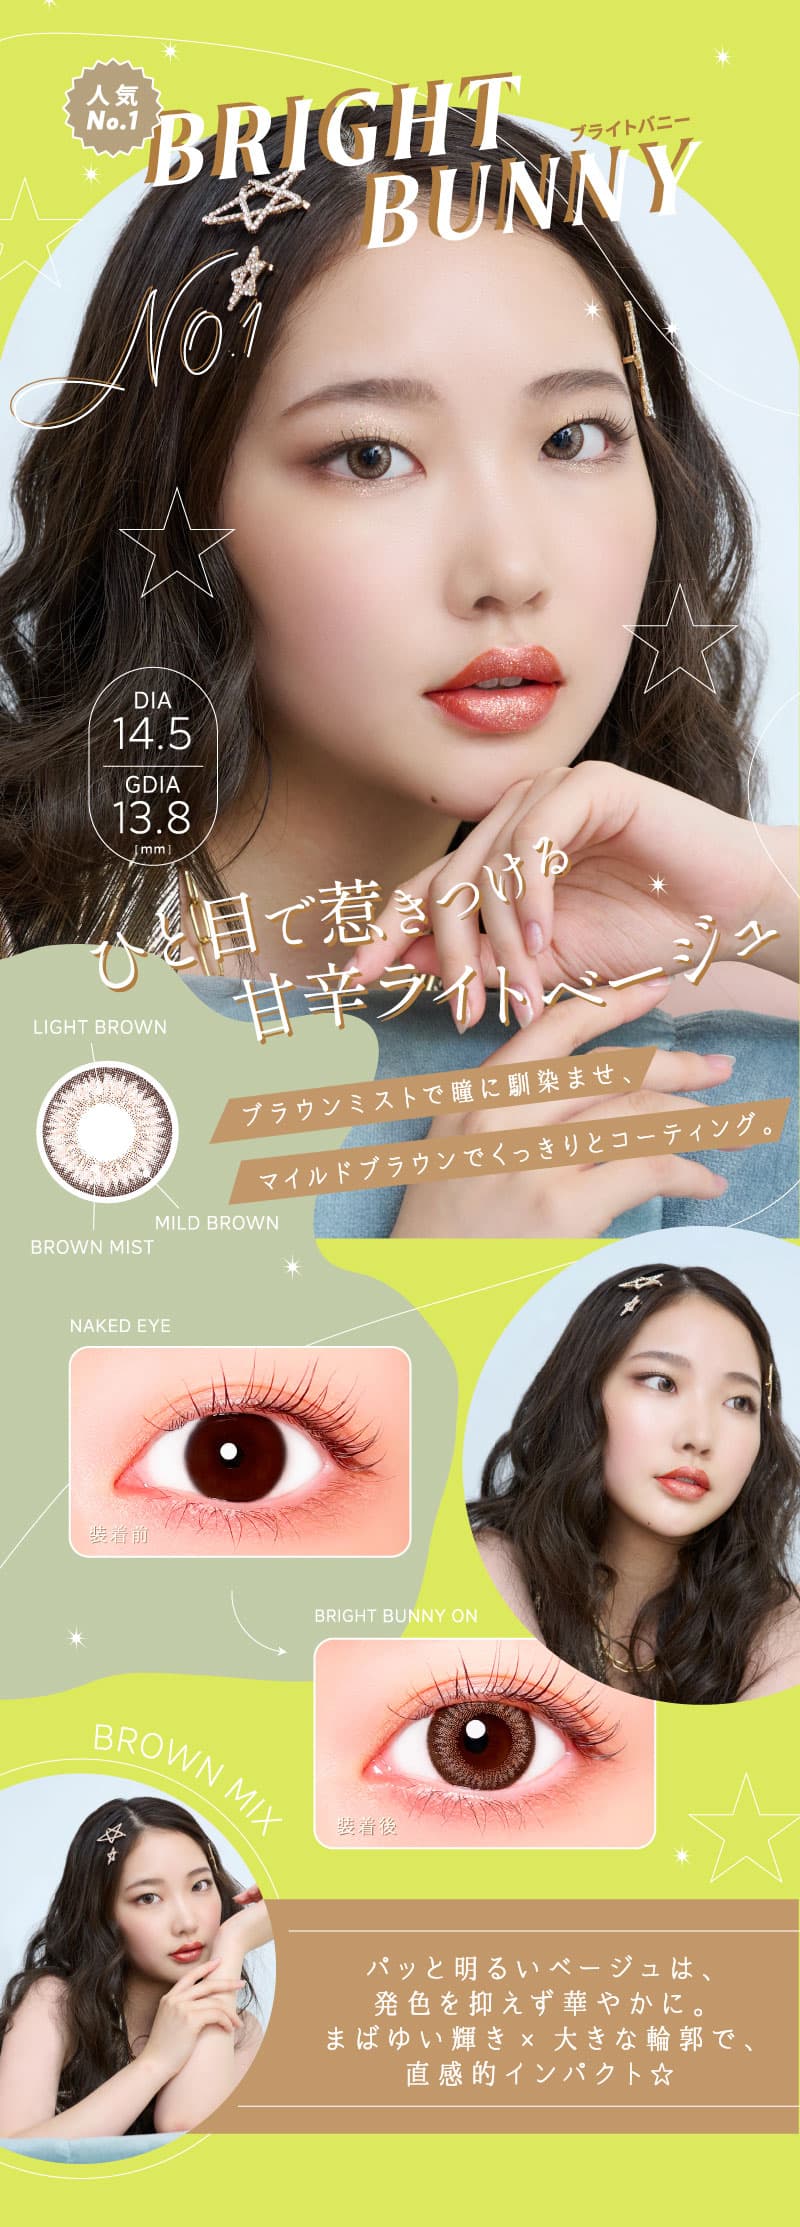 人気
No.1
BRIGHT
BUNNY
ブライトバニー
No.1
DIA
14.5
GDIA
13.8
[mm]
ひと目で惹きつける
甘辛ライトベージュ
LIGHT BROWN
ブラウンミストで瞳に馴染ませ、
マイルドブラウンでくっきりとコーティング。
MILD BROWN
BROWN MIST
NAKED EYE
装着前
BRIGHT BUNNY ON
装着後
BROWN MIX
パッと明るいベージュは、
発色を抑えず華やかに。
まばゆい輝き × 大きな輪郭で、
直感的インパクト☆